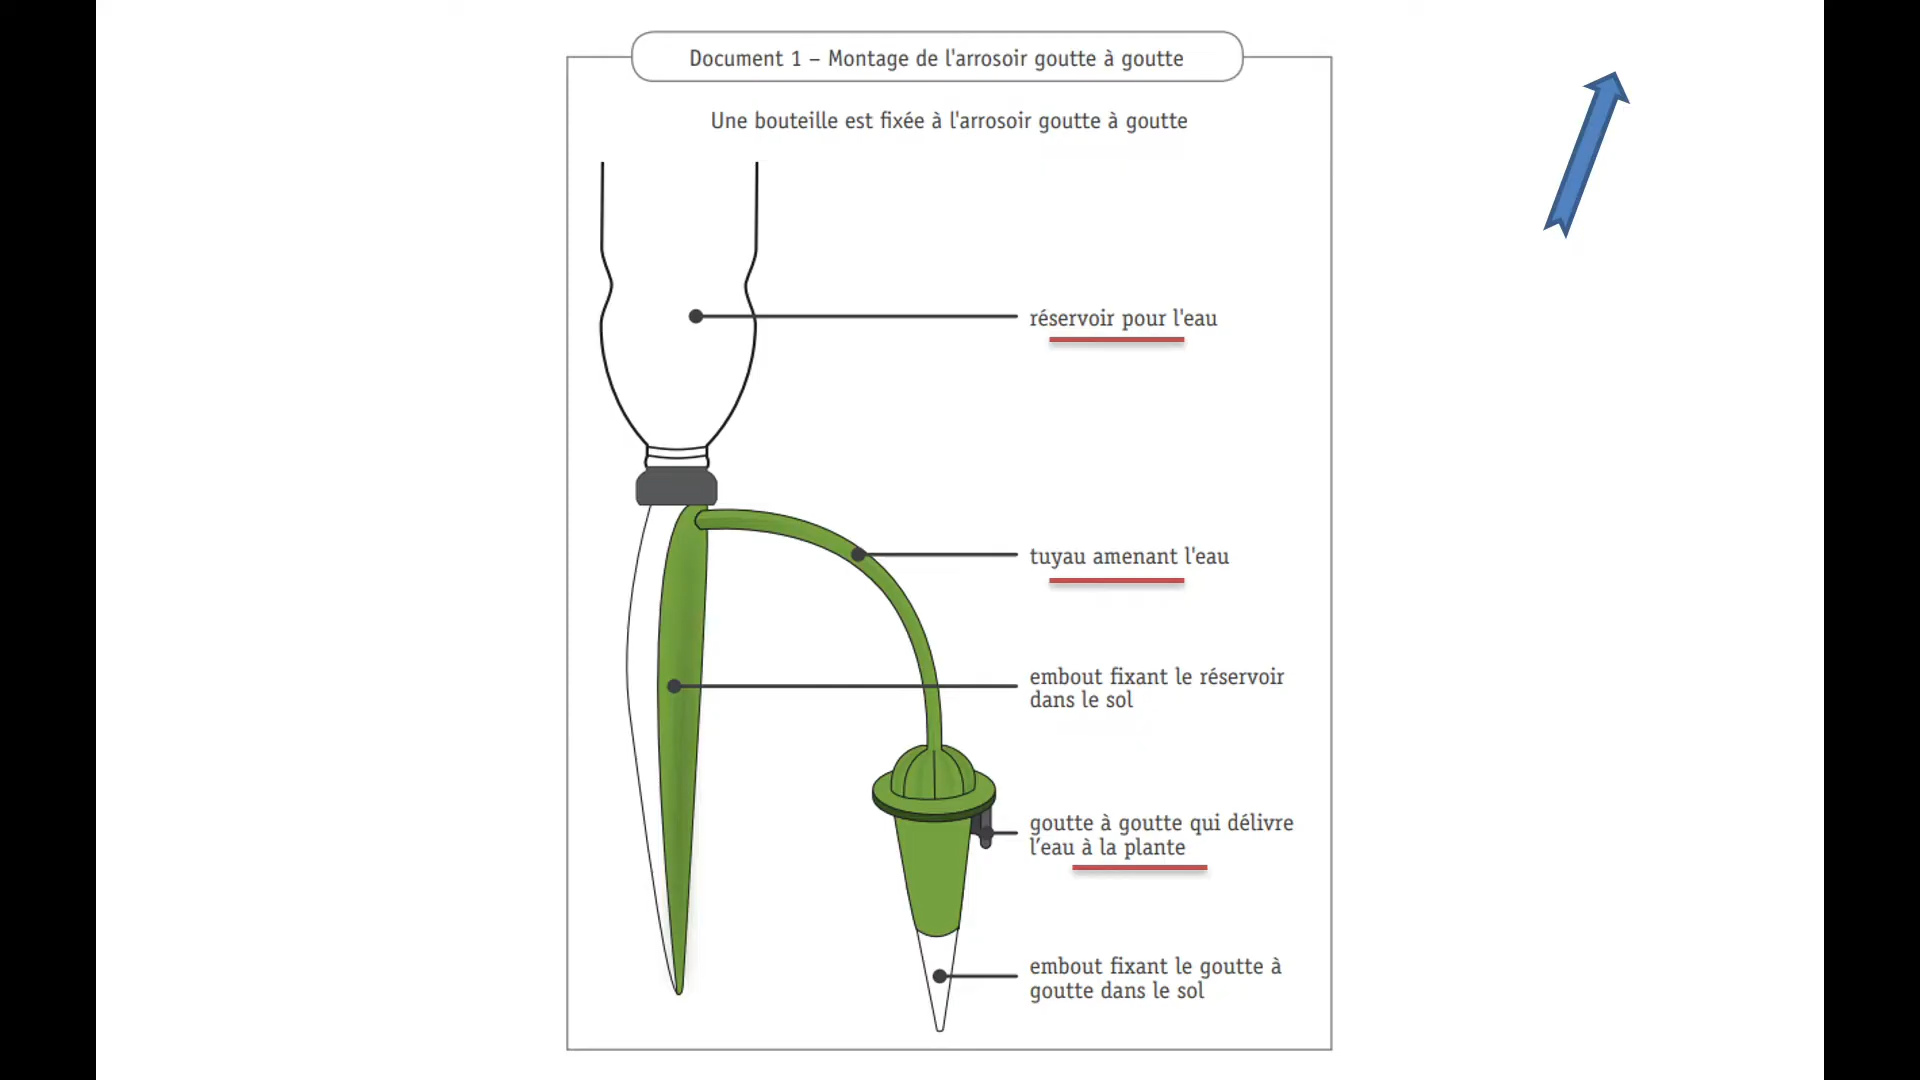 Document 1 – Montage de l'arrosoir goutte à goutte
Une bouteille est fixée à l'arrosoir goutte à goutte
réservoir pour l'eau
tuyau amenant l'eau
embout fixant le réservoir
dans le sol
goutte à goutte qui délivre
l’eau à la plante
embout fixant le goutte à
goutte dans le sol